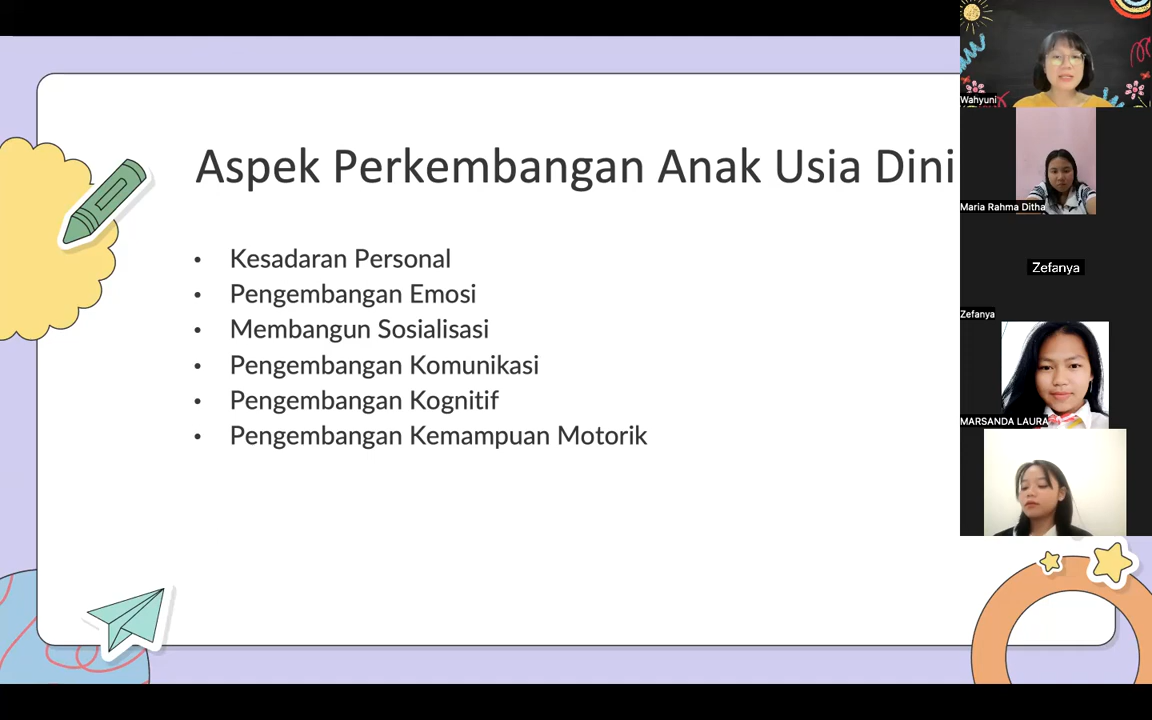 Aspek Perkembangan Anak Usia Dini
• Kesadaran Personal
• Pengembangan Emosi
• Membangun Sosialisasi
• Pengembangan Komunikasi
• Pengembangan Kognitif
• Pengembangan Kemampuan Motorik
Wahyuni
Maria Rahma Ditha
Zefanya
Zefanya
MARSANDA LAURA